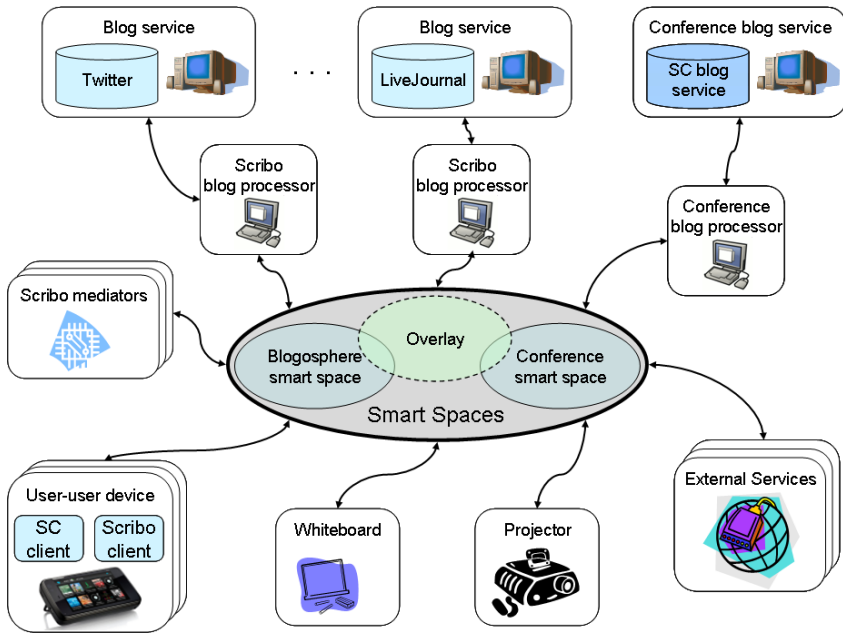 Blog service
Twitter
. . .
Blog service
LiveJournal
Conference blog service
SC blog
service
Scribo
blog processor
Scribo
blog processor
Conference
blog processor
Scribo mediators
Overlay
Blogosphere
smart space
Conference
smart space
Smart Spaces
User-user device
SC
client
Scribo
client
Whiteboard
Projector
External Services